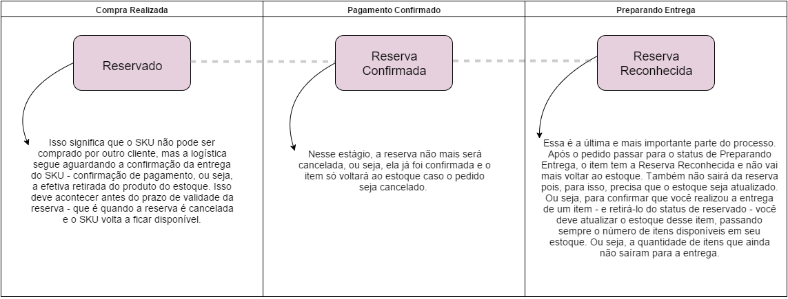 Compra Realizada
Pagamento Confirmado
Preparando Entrega
Reservado
Reserva
Confirmada
Reserva
Reconhecida
Isso significa que o SKU não pode ser
comprado por outro cliente, mas a logística
segue aguardando a confirmação da entrega
do SKU - confirmação de pagamento, ou seja,
a efetiva retirada do produto do estoque. Isso
deve acontecer antes do prazo de validade da
reserva - que é quando a reserva é cancelada
e o SKU volta a ficar disponível.
Nesse estágio, a reserva não mais será
cancelada, ou seja, ela já foi confirmada e o
item só voltará ao estoque caso o pedido
seja cancelado.
Essa é a última e mais importante parte do processo.
Após o pedido passar para o status de Preparando
Entrega, o item tem a Reserva Reconhecida e não vai
mais voltar ao estoque. Também não sairá da reserva
pois, para isso, precisa que o estoque seja atualizado.
Ou seja, para confirmar que você realizou a entrega
de um item - e retirá-lo do status de reservado - você
deve atualizar o estoque desse item, passando
sempre o número de itens disponíveis em seu
estoque. Ou seja, a quantidade de itens que ainda
não saíram para a entrega.